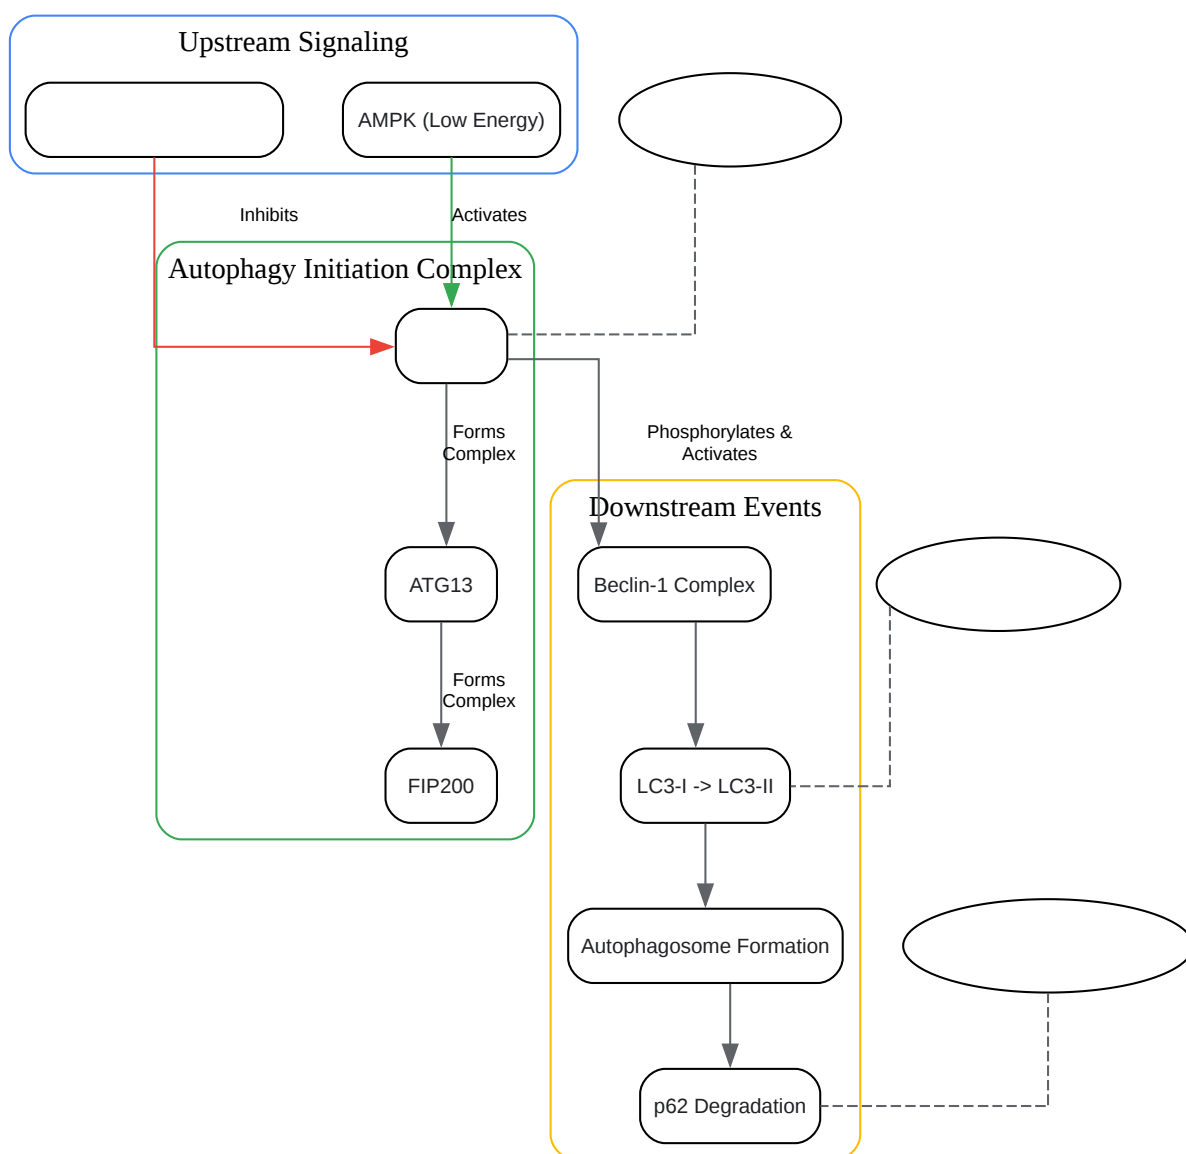 Upstream Signaling
AMPK (Low Energy)
Inhibits
Activates
Autophagy Initiation Complex
Forms
Complex
Phosphorylates &
Activates
Downstream Events
ATG13
Beclin-1 Complex
Forms
Complex
FIP200
LC3-I -> LC3-II
Autophagosome Formation
p62 Degradation